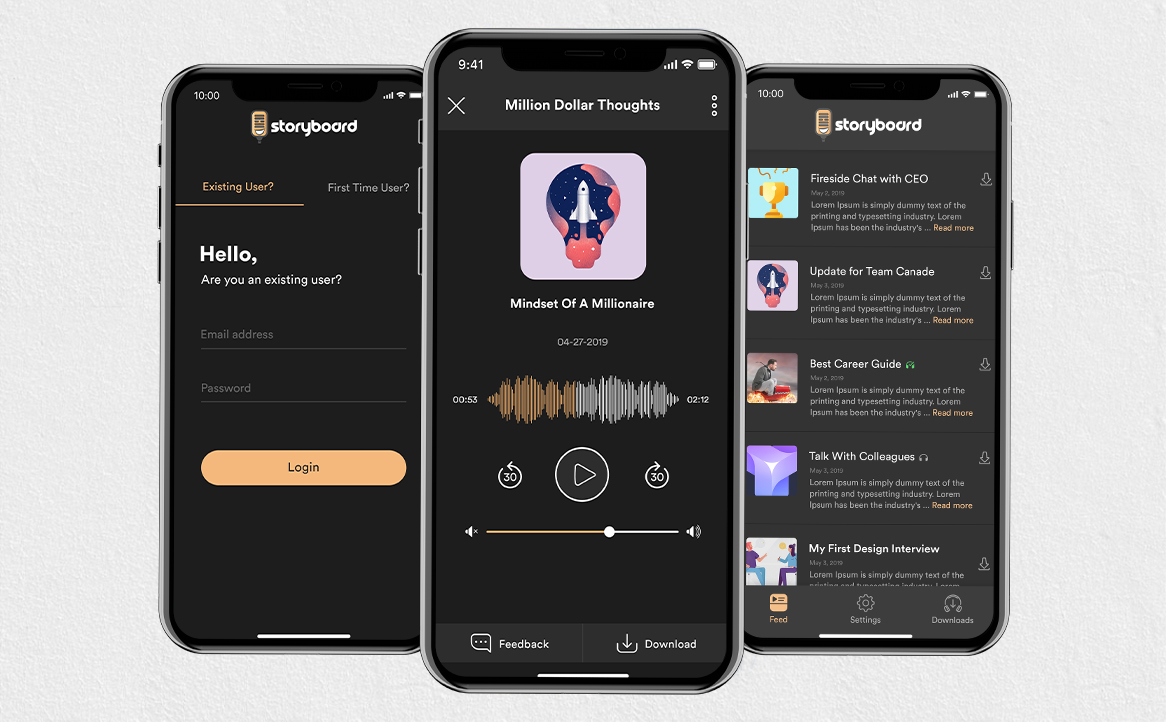 10:00
storyboard
Existing User?
First Time User?
Hello,
Are you an existing user?
Email address
Password
Login
9:41
Million Dollar Thoughts
Mindset Of A Millionaire
04-27-2019
00:53
02:12
30
30
Feedback
Download
10:00
storyboard
Fireside Chat with CEO
May 2, 2019
Lorem Ipsum is simply dummy text of the
printing and typesetting industry. Lorem
Ipsum has been the industry's ... Read more
Update for Team Canade
May 3, 2019
Lorem Ipsum is simply dummy text of the
printing and typesetting industry. Lorem
Ipsum has been the industry's ... Read more
Best Career Guide
May 2, 2019
Lorem Ipsum is simply dummy text of the
printing and typesetting industry. Lorem
Ipsum has been the industry's ... Read more
Talk With Colleagues
May 3, 2019
Lorem Ipsum is simply dummy text of the
printing and typesetting industry. Lorem
Ipsum has been the industry's ... Read more
My First Design Interview
May 3, 2019
Lorem Ipsum is simply dummy text of the
Feed
Settings
Downloads